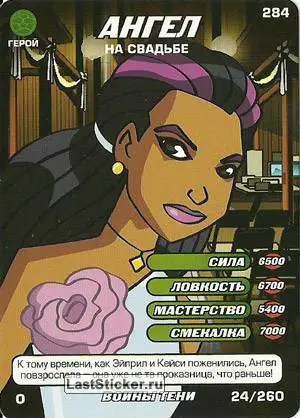 284
АНГЕЛ
ГЕРОЙ
НА СВАДЬБЕ
СИЛА 6500
ЛОВКОСТЬ 6700
МАСТЕРСТВО 5400
СМЕКАЛКА 7000
К тому времени, как Эйприл и Кейси поженились, Ангел
повзрослела — она уже не та проказница, что раньше!
LastSticker.ru
0 ВОИНЫ ТЕНИ 24/260